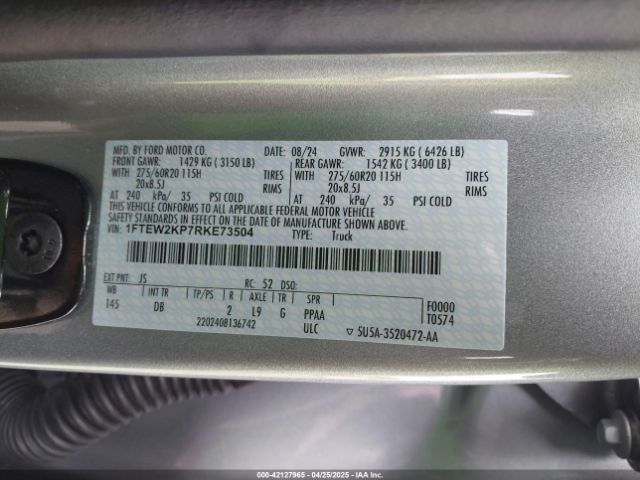 MFD. BY FORD MOTOR CO. 08/24 GVWR: 2915 KG ( 6426 LB)
FRONT GAWR: 1429 KG ( 3150 LB) REAR GAWR: 1542 KG ( 3400 LB)
WITH 275/60R20 115H TIRES WITH 275/60R20 115H TIRES
20x8.5J RIMS 20x8.5J RIMS
AT 240 kPa/ 35 PSI COLD AT 240 kPa/ 35 PSI COLD
THIS VEHICLE CONFORMS TO ALL APPLICABLE FEDERAL MOTOR VEHICLE
SAFETY STANDARDS IN EFFECT ON THE DATE OF MANUFACTURE SHOWN ABOVE.
VIN: 1FTEW2KP7RKE73504 TYPE: Truck
EXT PNT: JS RC: 52 DSO:
WB INT TR TP/PS R AXLE TR SPR F0000
145 DB 2 L9 G PPAA T0574
2202408136742 ULC 5U5A-3520472-AA
000-42127965 - 04/25/2025 - IAA Inc.